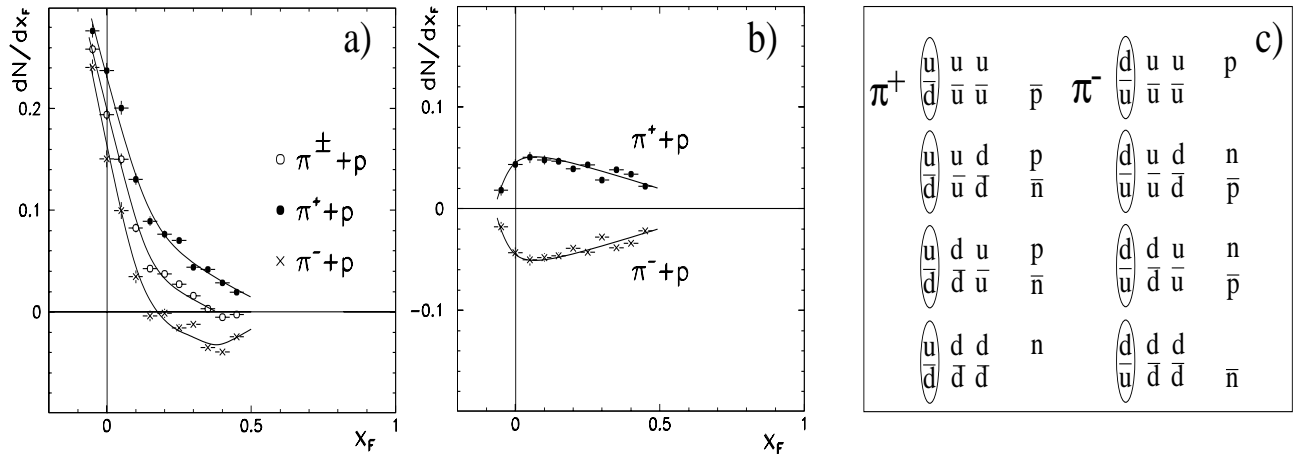 dN/dx_F
a)
0.2
0.1
0
0
0.5
1
x_F
π± +p
π⁺+p
π⁻+p
dN/dx_F
b)
0.1
0
-0.1
0
0.5
1
x_F
π⁺+p
π⁻+p
c)
π⁺
u u u
d̅ u̅ u̅ p̅
u u d p
d̅ u̅ d̅ n̅
u d u p
d̅ d̅ u̅ n̅
u d d n
d̅ d̅ d̅
π⁻
d u u p
u̅ u̅ u̅
d u d n
u̅ u̅ d̅ p̅
d d u n
u̅ d̅ u̅ p̅
d d d
u̅ d̅ d̅ n̅